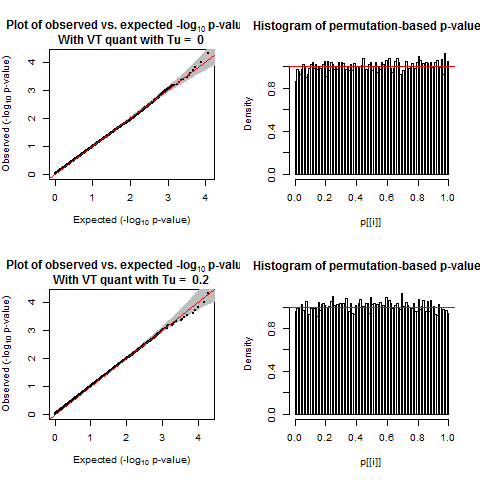 Plot of observed vs. expected -log10 p-valu
With VT quant with Tu = 0
Observed (-log10 p-value)
4
3
2
1
0
0 1 2 3 4
Expected (-log10 p-value)
Histogram of permutation-based p-value
Density
0.8
0.4
0.0
0.0 0.2 0.4 0.6 0.8 1.0
p[[i]]
Plot of observed vs. expected -log10 p-valu
With VT quant with Tu = 0.2
Observed (-log10 p-value)
4
3
2
1
0
0 1 2 3 4
Expected (-log10 p-value)
Histogram of permutation-based p-value
Density
0.8
0.4
0.0
0.0 0.2 0.4 0.6 0.8 1.0
p[[i]]